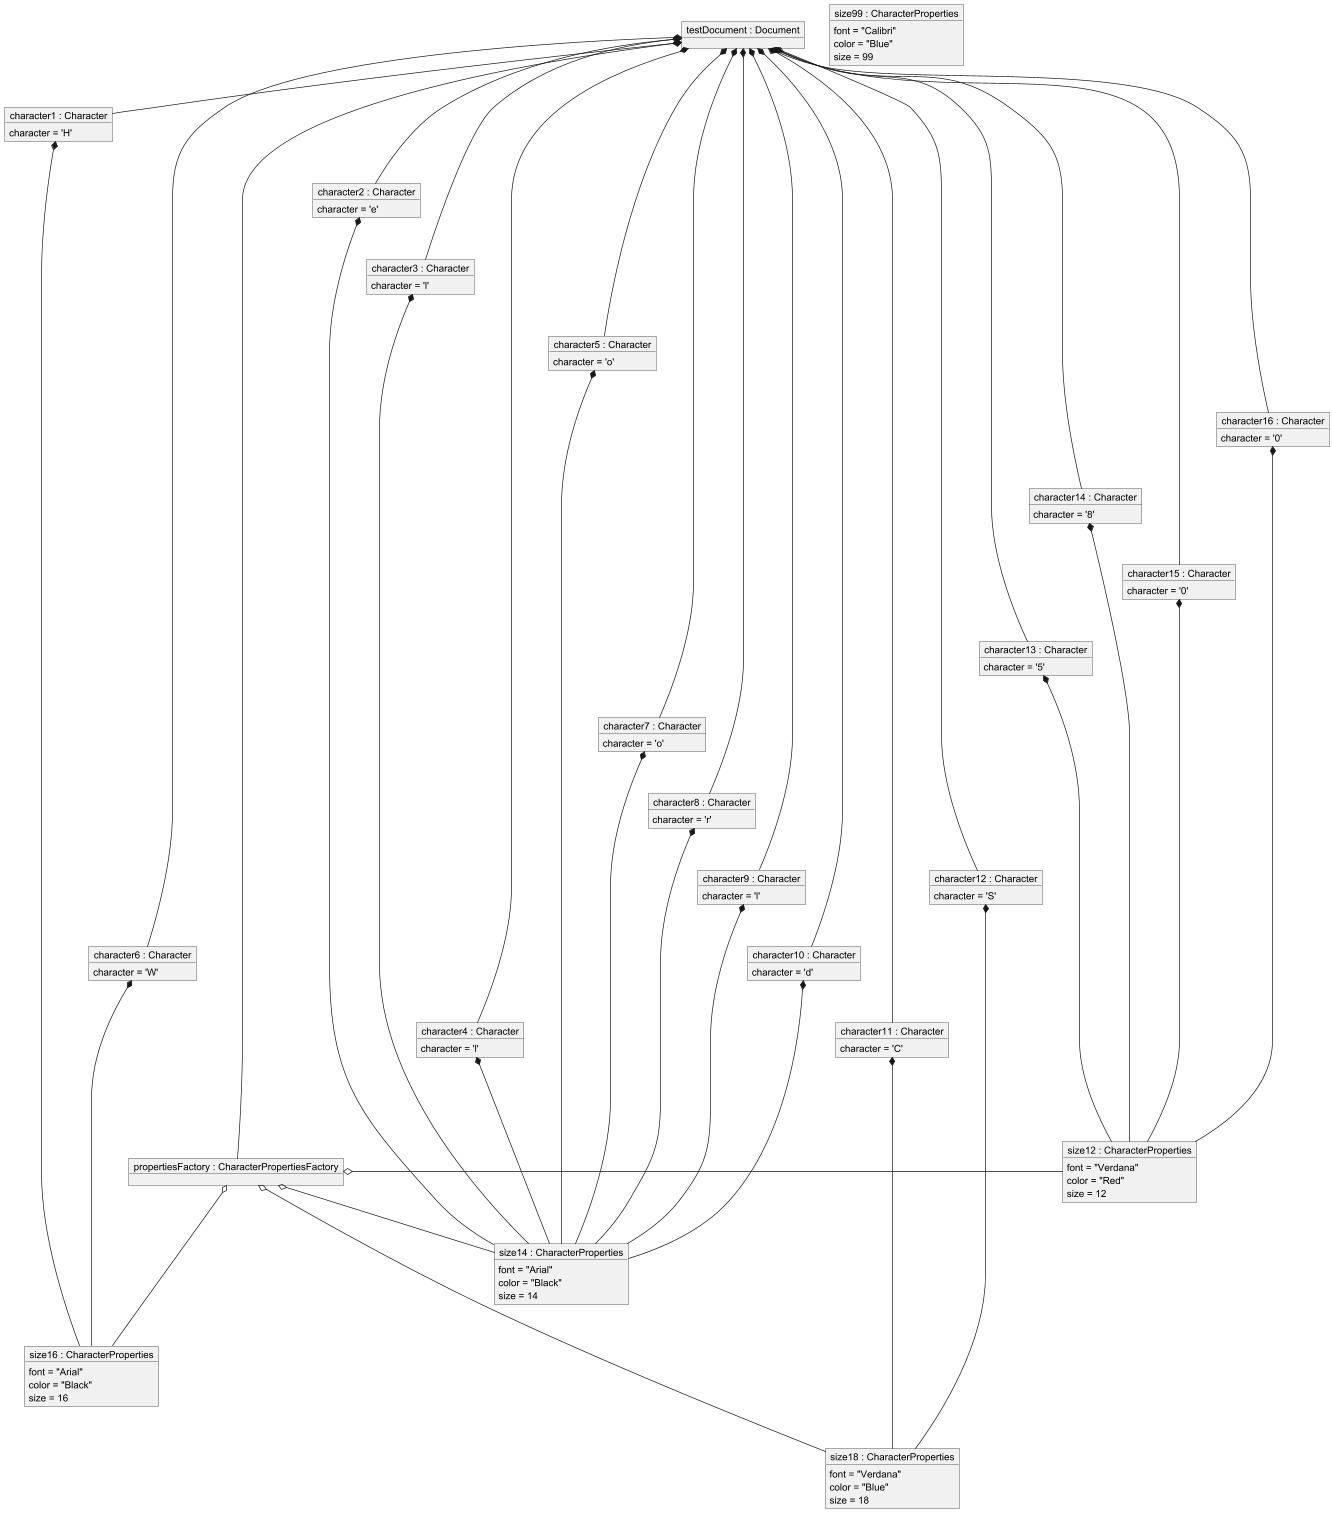 testDocument : Document
size99 : CharacterProperties
font = "Calibri"
color = "Blue"
size = 99
character1 : Character
character = 'H'
character2 : Character
character = 'e'
character3 : Character
character = 'l'
character5 : Character
character = 'o'
character16 : Character
character = '0'
character14 : Character
character = '8'
character15 : Character
character = '0'
character13 : Character
character = '5'
character7 : Character
character = 'o'
character8 : Character
character = 'r'
character9 : Character
character = 'l'
character12 : Character
character = 'S'
character6 : Character
character = 'W'
character10 : Character
character = 'd'
character4 : Character
character = 'l'
character11 : Character
character = 'C'
propertiesFactory : CharacterPropertiesFactory
size12 : CharacterProperties
font = "Verdana"
color = "Red"
size = 12
size14 : CharacterProperties
font = "Arial"
color = "Black"
size = 14
size16 : CharacterProperties
font = "Arial"
color = "Black"
size = 16
size18 : CharacterProperties
font = "Verdana"
color = "Blue"
size = 18